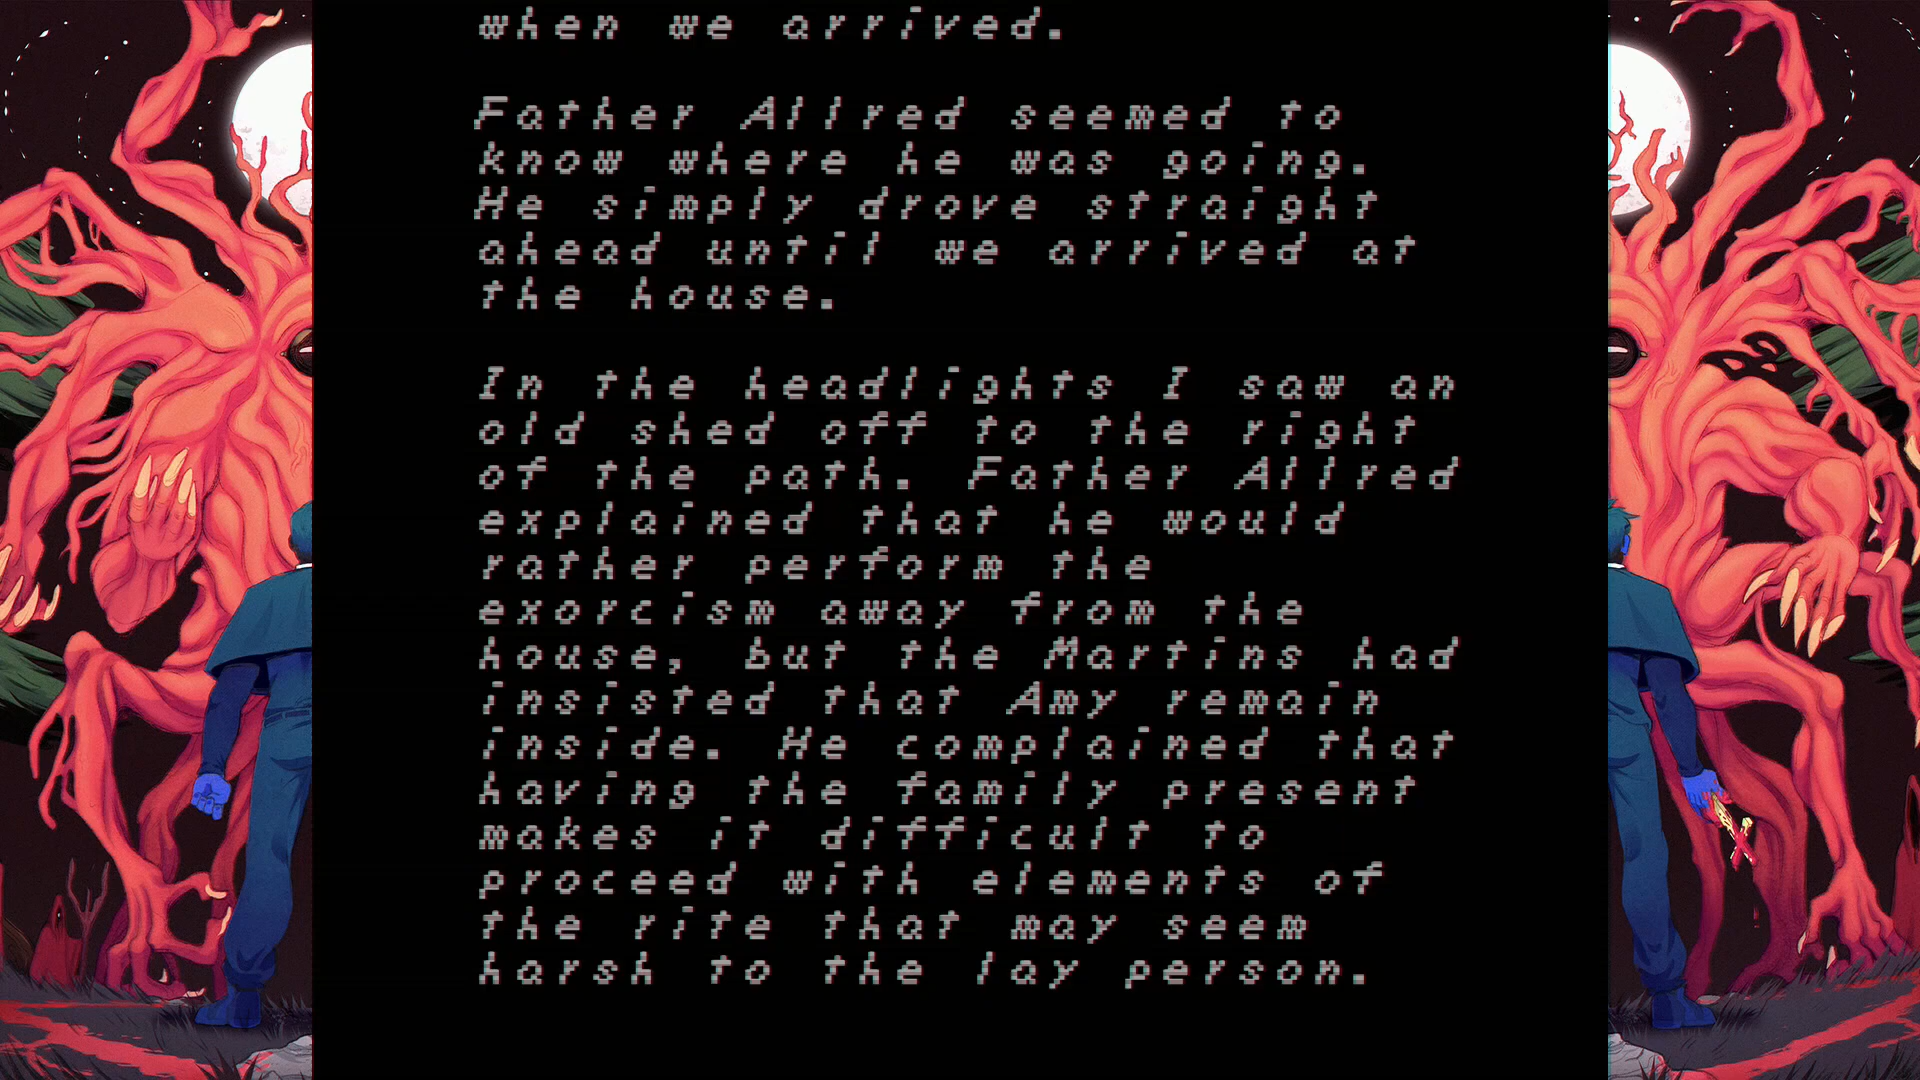 when we arrived.
Father Allred seemed to
know where he was going.
He simply drove straight
ahead until we arrived at
the house.
In the headlights I saw an
old shed off to the right
of the path. Father Allred
explained that he would
rather perform the
exorcism away from the
house, but the Martins had
insisted that Amy remain
inside. He complained that
having the family present
makes it difficult to
proceed with elements of
the rite that may seem
harsh to the lay person.